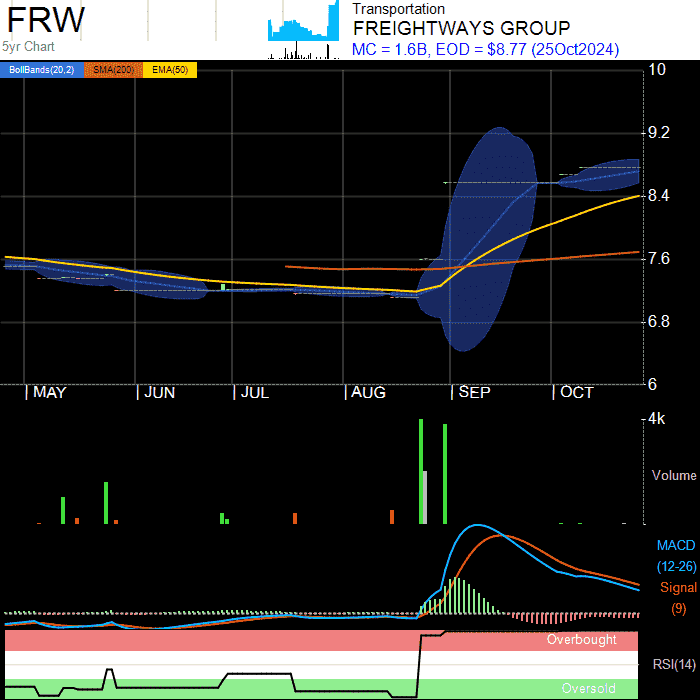 FRW
5yr Chart
Transportation
FREIGHTWAYS GROUP
MC = 1.6B, EOD = $8.77 (25Oct2024)
BollBands(20,2) SMA(200) EMA(50)
10
9.2
8.4
7.6
6.8
6
MAY JUN JUL AUG SEP OCT
4k
Volume
MACD
(12-26)
Signal
(9)
Overbought
RSI(14)
Oversold